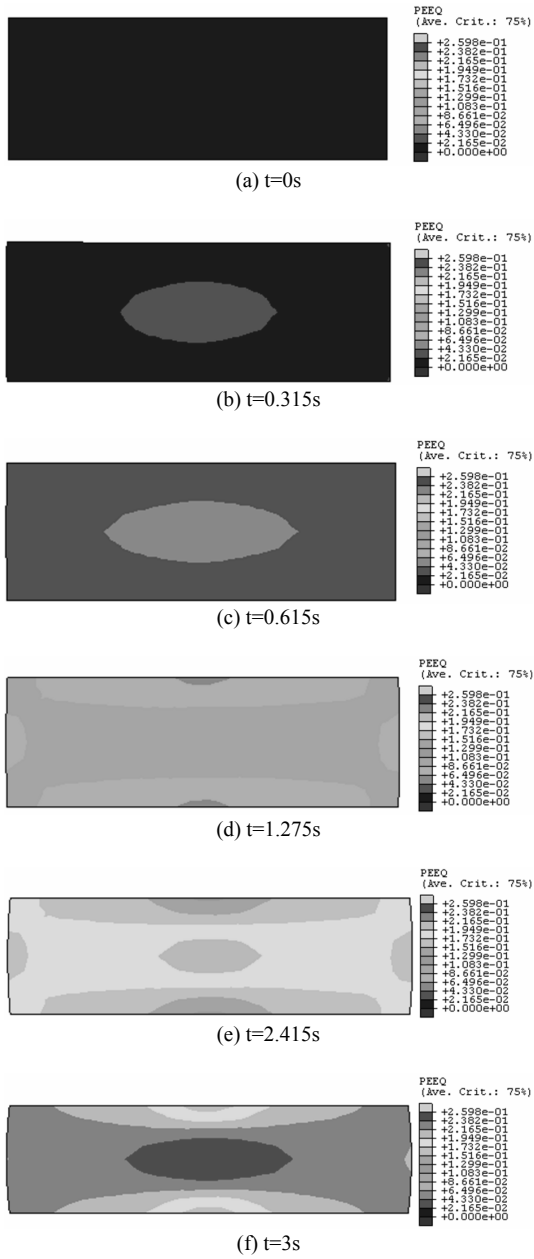 PEEQ
(Ave. Crit.: 75%)
+2.598e-01
+2.382e-01
+2.165e-01
+1.949e-01
+1.732e-01
+1.516e-01
+1.299e-01
+1.083e-01
+8.661e-02
+6.496e-02
+4.330e-02
+2.165e-02
+0.000e+00
(a) t=0s
PEEQ
(Ave. Crit.: 75%)
+2.598e-01
+2.382e-01
+2.165e-01
+1.949e-01
+1.732e-01
+1.516e-01
+1.299e-01
+1.083e-01
+8.661e-02
+6.496e-02
+4.330e-02
+2.165e-02
+0.000e+00
(b) t=0.315s
PEEQ
(Ave. Crit.: 75%)
+2.598e-01
+2.382e-01
+2.165e-01
+1.949e-01
+1.732e-01
+1.516e-01
+1.299e-01
+1.083e-01
+8.661e-02
+6.496e-02
+4.330e-02
+2.165e-02
+0.000e+00
(c) t=0.615s
PEEQ
(Ave. Crit.: 75%)
+2.598e-01
+2.382e-01
+2.165e-01
+1.949e-01
+1.732e-01
+1.516e-01
+1.299e-01
+1.083e-01
+8.661e-02
+6.496e-02
+4.330e-02
+2.165e-02
+0.000e+00
(d) t=1.275s
PEEQ
(Ave. Crit.: 75%)
+2.598e-01
+2.382e-01
+2.165e-01
+1.949e-01
+1.732e-01
+1.516e-01
+1.299e-01
+1.083e-01
+8.661e-02
+6.496e-02
+4.330e-02
+2.165e-02
+0.000e+00
(e) t=2.415s
PEEQ
(Ave. Crit.: 75%)
+2.598e-01
+2.382e-01
+2.165e-01
+1.949e-01
+1.732e-01
+1.516e-01
+1.299e-01
+1.083e-01
+8.661e-02
+6.496e-02
+4.330e-02
+2.165e-02
+0.000e+00
(f) t=3s